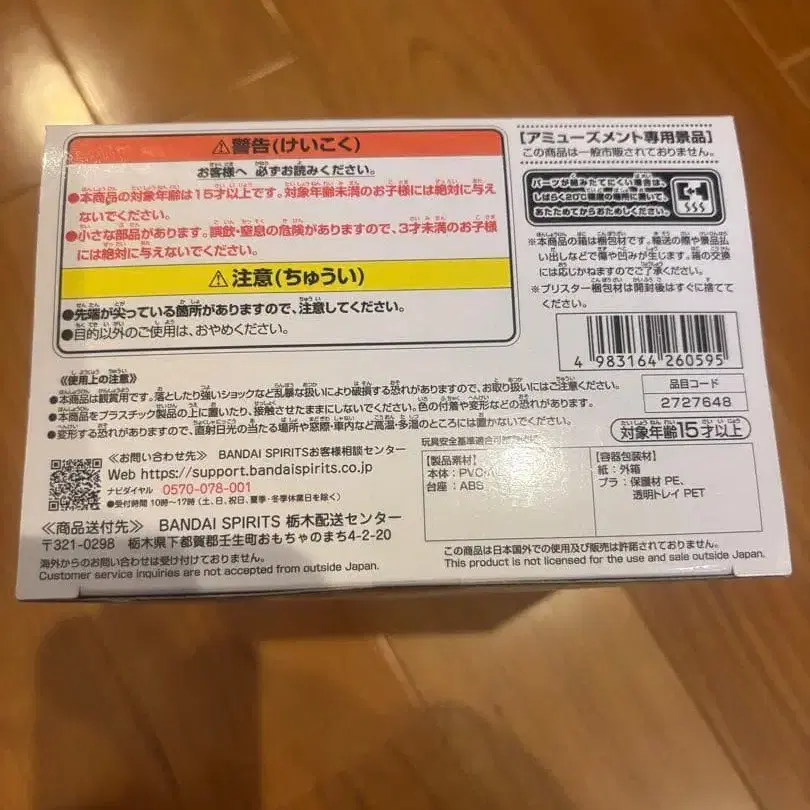 ⚠警告(けいこく)
お客様へ 必ずお読みください。
●本商品の対象年齢は15才以上です。対象年齢未満のお子様には絶対に与え
ないでください。
●小さな部品があります。誤飲・窒息の危険がありますので、3才未満のお子様
には絶対に与えないでください。
⚠注意(ちゅうい)
●先端が尖っている箇所がありますので、注意してください。
●目的以外のご使用は、おやめください。
【アミューズメント専用景品】
この商品は一般市販されておりません。
パーツが組みたてにくい場合は、
しばらく20℃程度の場所に置いて、
あたためてからおためしください。
※本商品の箱は梱包材です。輸送の際や景品払
い出しなどで傷や凹みが生じます。箱の交換
には応じかねますのでご了承ください。
※ブリスター梱包材は開封後はすぐに捨てて
ください。
4 983164 260595
品目コード
2727648
対象年齢15才以上
《使用上の注意》
●本商品は観賞用です。落としたり強いショックなど乱暴な扱いにより破損する恐れがありますので、お取り扱いにはご注意ください。
●本商品をプラスチック製品の上に置いたり、接触させたままにしないでください。色の付着や変形などの恐れがあります。
●変形する恐れがありますので、直射日光の当たる場所や窓際・車内など高温・多湿のところには置かないでください。
≪お問い合わせ先≫ BANDAI SPIRITSお客様相談センター
Web https://support.bandaispirits.co.jp
ナビダイヤル 0570-078-001
●受付時間 10時〜17時(土、日、祝日、夏季・冬季休業日を除く)
≪商品送付先≫ BANDAI SPIRITS 栃木配送センター
〒321-0298 栃木県下都賀郡壬生町おもちゃのまち4-2-20
海外からのお問い合わせは受け付けておりません。
Customer service inquiries are not accepted from outside Japan.
玩具安全基準適合
【製品素材】
本体：PVC・A
台座：ABS
【容器包装材】
紙：外箱
プラ：保護材 PE、
透明トレイ PET
この商品は日本国外での使用及び販売は許諾されておりません。
This product is not licensed for the use and sale outside Japan.